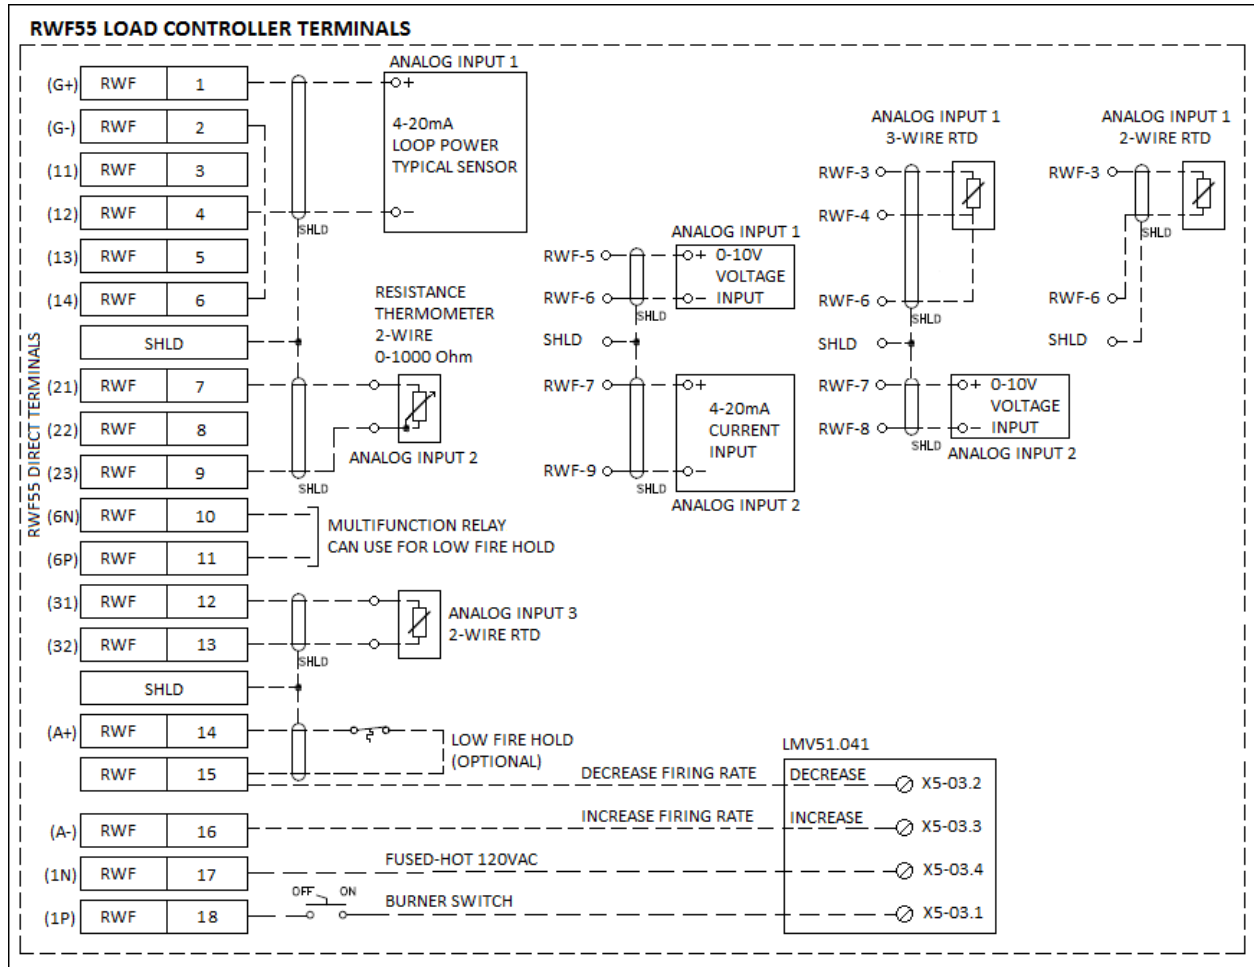 RWF55 LOAD CONTROLLER TERMINALS
RWF55 DIRECT TERMINALS
(G+) RWF 1
(G-) RWF 2
(11) RWF 3
(12) RWF 4
(13) RWF 5
(14) RWF 6
SHLD
(21) RWF 7
(22) RWF 8
(23) RWF 9
(6N) RWF 10
(6P) RWF 11
(31) RWF 12
(32) RWF 13
SHLD
(A+) RWF 14
RWF 15
(A-) RWF 16
(1N) RWF 17
(1P) RWF 18
ANALOG INPUT 1
+
4-20mA
LOOP POWER
TYPICAL SENSOR
-
SHLD
RESISTANCE
THERMOMETER
2-WIRE
0-1000 Ohm
ANALOG INPUT 2
SHLD
MULTIFUNCTION RELAY
CAN USE FOR LOW FIRE HOLD
ANALOG INPUT 3
2-WIRE RTD
SHLD
LOW FIRE HOLD
(OPTIONAL)
ANALOG INPUT 1
RWF-5 + 0-10V
VOLTAGE
RWF-6 - INPUT
SHLD
SHLD
RWF-7 +
4-20mA
CURRENT
INPUT
RWF-9 -
SHLD
ANALOG INPUT 2
ANALOG INPUT 1
3-WIRE RTD
RWF-3
RWF-4
RWF-6
SHLD
SHLD
RWF-7 + 0-10V
VOLTAGE
RWF-8 - INPUT
SHLD
ANALOG INPUT 2
ANALOG INPUT 1
2-WIRE RTD
RWF-3
SHLD
RWF-6
SHLD
LMV51.041
DECREASE FIRING RATE DECREASE X5-03.2
INCREASE FIRING RATE INCREASE X5-03.3
FUSED-HOT 120VAC X5-03.4
OFF ON
BURNER SWITCH X5-03.1